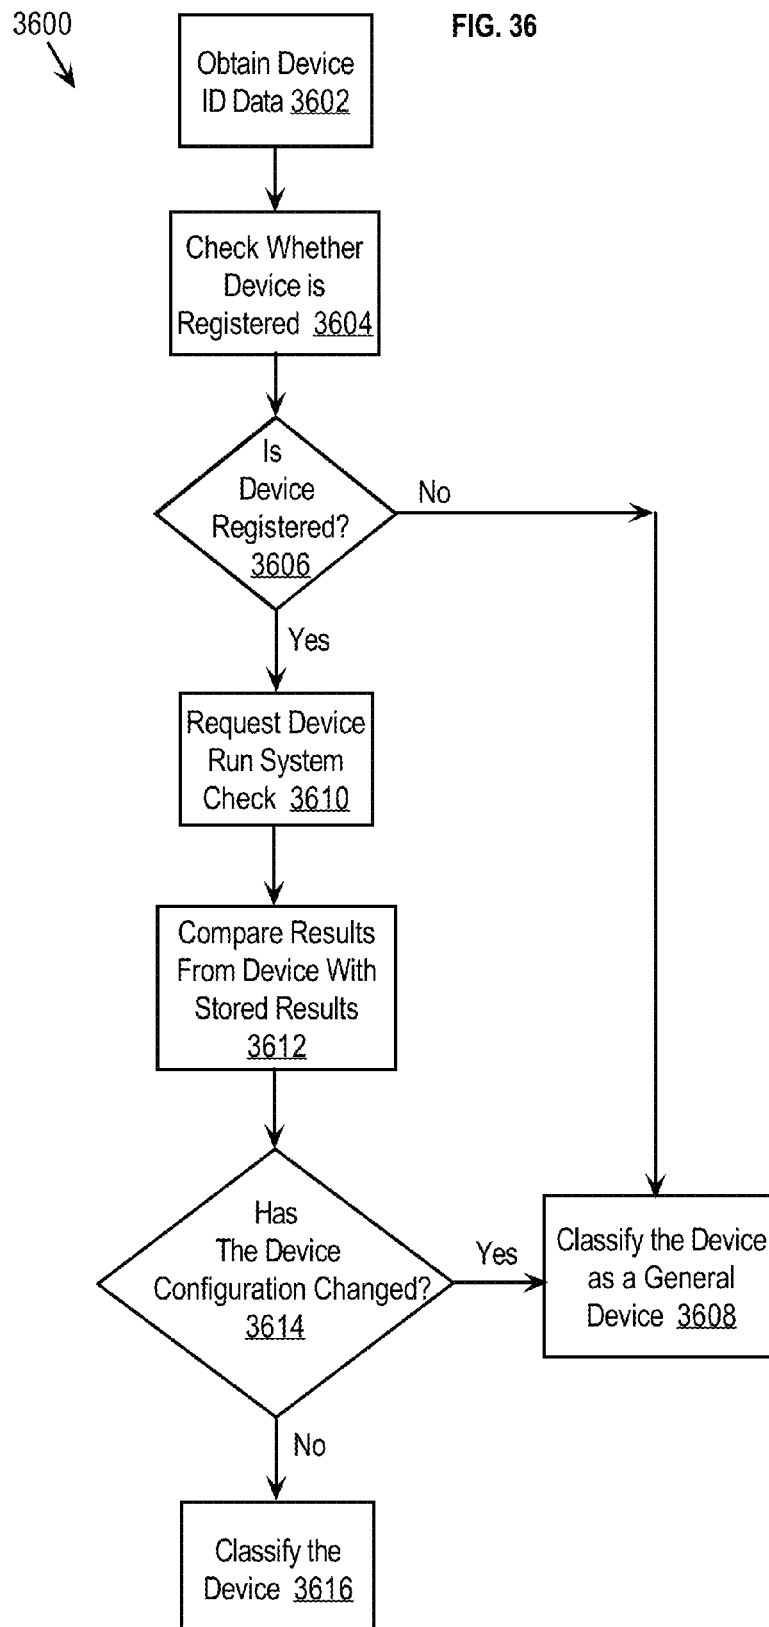 3600
FIG. 36
Obtain Device
ID Data 3602
Check Whether
Device is
Registered 3604
Is
Device
Registered?
3606
No
Yes
Request Device
Run System
Check 3610
Compare Results
From Device With
Stored Results
3612
Has
The Device
Configuration Changed?
3614
Yes
Classify the Device
as a General
Device 3608
No
Classify the
Device 3616